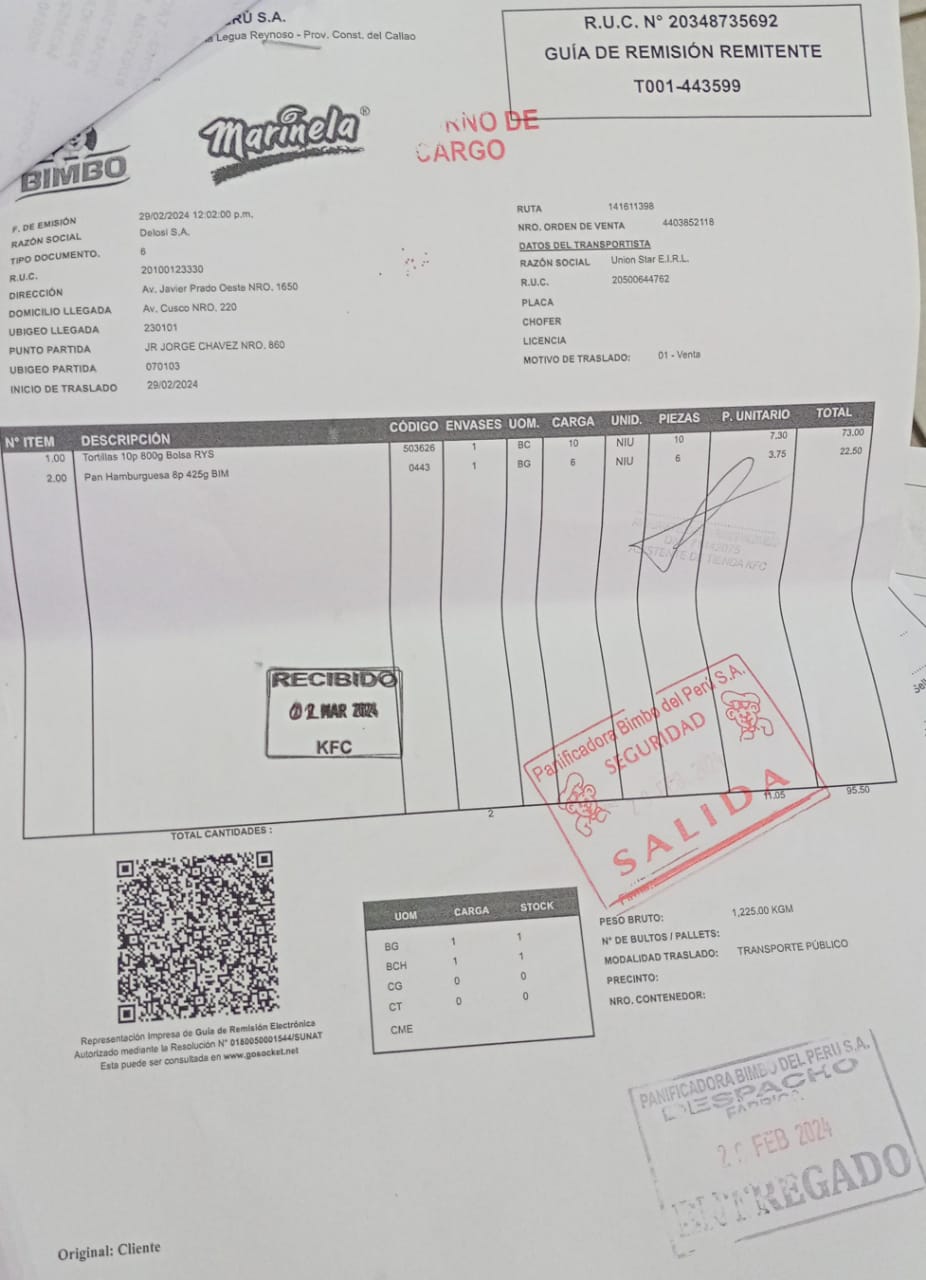 RÚ S.A.
Legua Reynoso - Prov. Const. del Callao
R.U.C. N° 20348735692
GUÍA DE REMISIÓN REMITENTE
T001-443599
BIMBO
Marinela®
RNO DE
CARGO
F. DE EMISIÓN 29/02/2024 12:02:00 p.m.
RAZÓN SOCIAL Delosi S.A.
TIPO DOCUMENTO. 6
R.U.C. 20100123330
DIRECCIÓN Av. Javier Prado Oeste NRO. 1650
DOMICILIO LLEGADA Av. Cusco NRO. 220
UBIGEO LLEGADA 230101
PUNTO PARTIDA JR JORGE CHAVEZ NRO. 860
UBIGEO PARTIDA 070103
INICIO DE TRASLADO 29/02/2024
RUTA 141611398
NRO. ORDEN DE VENTA 4403852118
DATOS DEL TRANSPORTISTA
RAZÓN SOCIAL Union Star E.I.R.L.
R.U.C. 20500644762
PLACA
CHOFER
LICENCIA
MOTIVO DE TRASLADO: 01 - Venta
N° ITEM DESCRIPCIÓN CÓDIGO ENVASES UOM. CARGA UNID. PIEZAS P. UNITARIO TOTAL
1.00 Tortillas 10p 800g Bolsa RYS 503626 1 BC 10 NIU 10 7.30 73.00
2.00 Pan Hamburguesa 8p 425g BIM 0443 1 BG 6 NIU 6 3.75 22.50
ASISTENTE DE TIENDA KFC
RECIBIDO
02 MAR 2024
KFC
Panificadora Bimbo del Perú S.A.
SEGURIDAD
SALIDA
TOTAL CANTIDADES : 2 11.05 95.50
UOM CARGA STOCK
BG 1 1
BCH 1 1
CG 0 0
CT 0 0
CME
PESO BRUTO: 1,225.00 KGM
N° DE BULTOS / PALLETS:
MODALIDAD TRASLADO: TRANSPORTE PÚBLICO
PRECINTO:
NRO. CONTENEDOR:
Representación Impresa de Guía de Remisión Electrónica
Autorizado mediante la Resolución N° 0180050001544/SUNAT
Esta puede ser consultada en www.gosocket.net
PANIFICADORA BIMBO DEL PERU S.A.
DESPACHO
FABRICA
FEB 2024
ENTREGADO
Original: Cliente